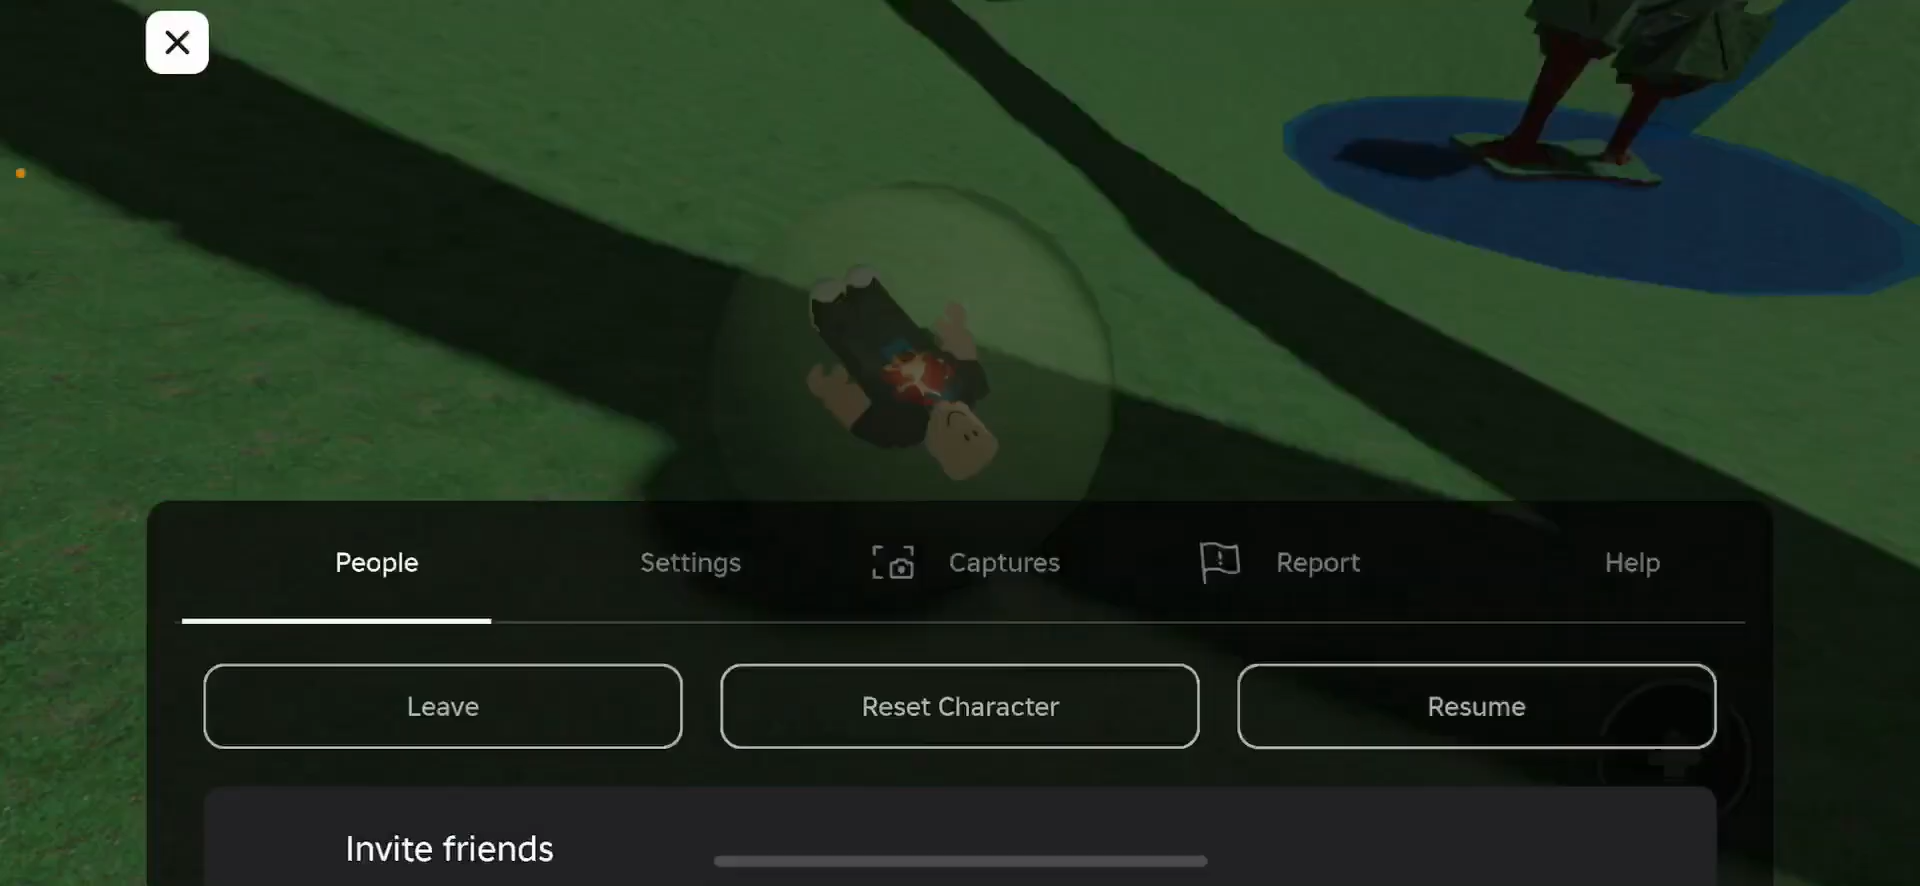 People
Settings
Captures
Report
Help
Leave
Reset Character
Resume
Invite friends